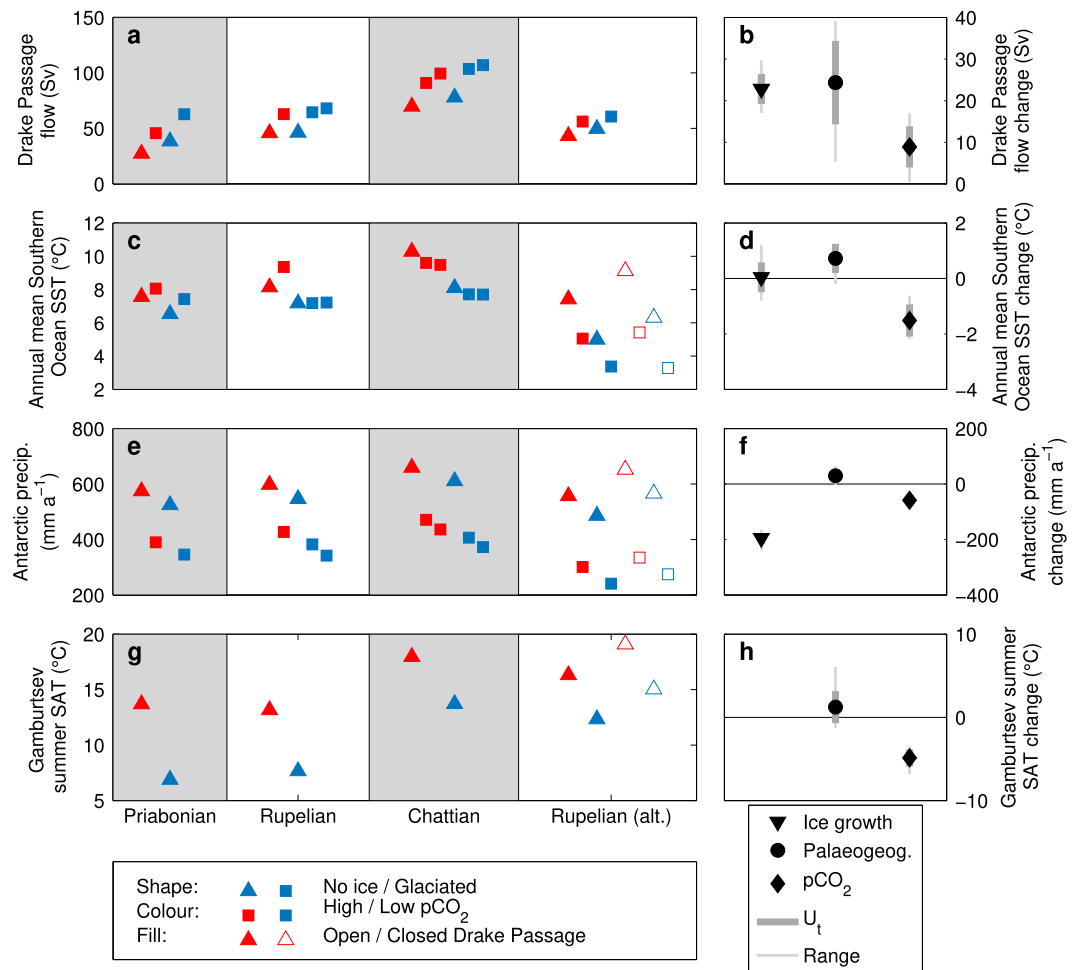 a
150
100
50
0
Drake Passage
flow (Sv)
b
40
30
20
10
0
Drake Passage
flow change (Sv)
c
12
10
8
6
4
2
Annual mean Southern
Ocean SST (°C)
d
2
0
−2
−4
Annual mean Southern
Ocean SST change (°C)
e
800
600
400
200
Antarctic precip.
(mm a⁻¹)
f
200
0
−200
−400
Antarctic precip.
change (mm a⁻¹)
g
20
15
10
5
Gamburtsev
summer SAT (°C)
h
10
0
−10
Gamburtsev summer
SAT change (°C)
Priabonian
Rupelian
Chattian
Rupelian (alt.)
Shape: No ice / Glaciated
Colour: High / Low pCO₂
Fill: Open / Closed Drake Passage
Ice growth
Palaeogeog.
pCO₂
Uₜ
Range